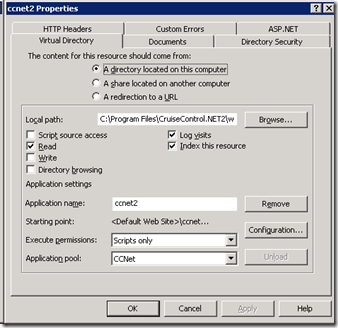 ccnet2 Properties
HTTP Headers Custom Errors ASP.NET
Virtual Directory Documents Directory Security
The content for this resource should come from:
A directory located on this computer
A share located on another computer
A redirection to a URL
Local path: C:\Program Files\CruiseControl.NET2\w Browse...
Script source access Log visits
Read Index this resource
Write
Directory browsing
Application settings
Application name: ccnet2 Remove
Starting point: <Default Web Site>\ccnet...
Configuration...
Execute permissions: Scripts only
Application pool: CCNet Unload
OK Cancel Apply Help